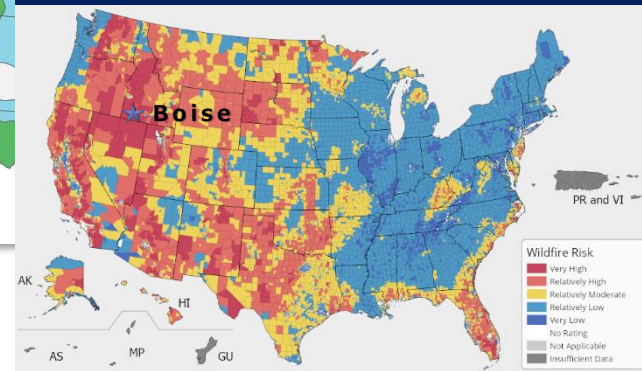 Boise
PR and VI
AK
HI
AS
MP
GU
Wildfire Risk
Very High
Relatively High
Relatively Moderate
Relatively Low
Very Low
No Rating
Not Applicable
Insufficient Data